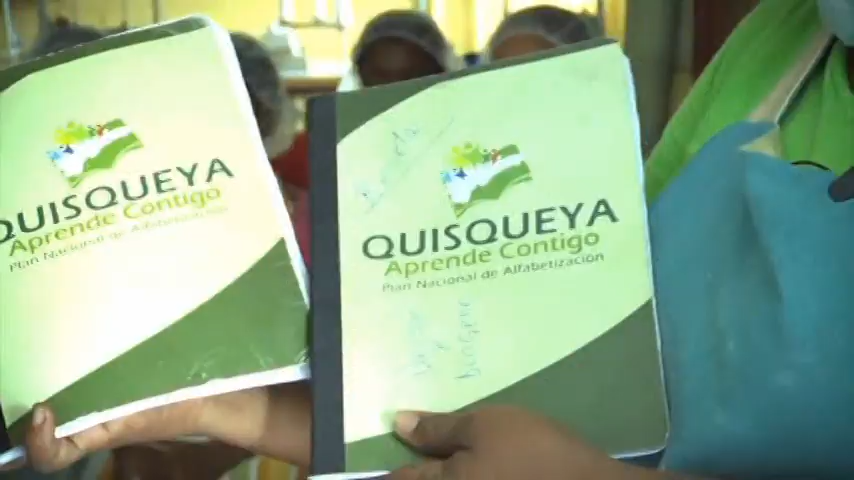 QUISQUEYA
Aprende Contigo
Plan Nacional de Alfabetización
QUISQUEYA
Aprende Contigo
Plan Nacional de Alfabetización